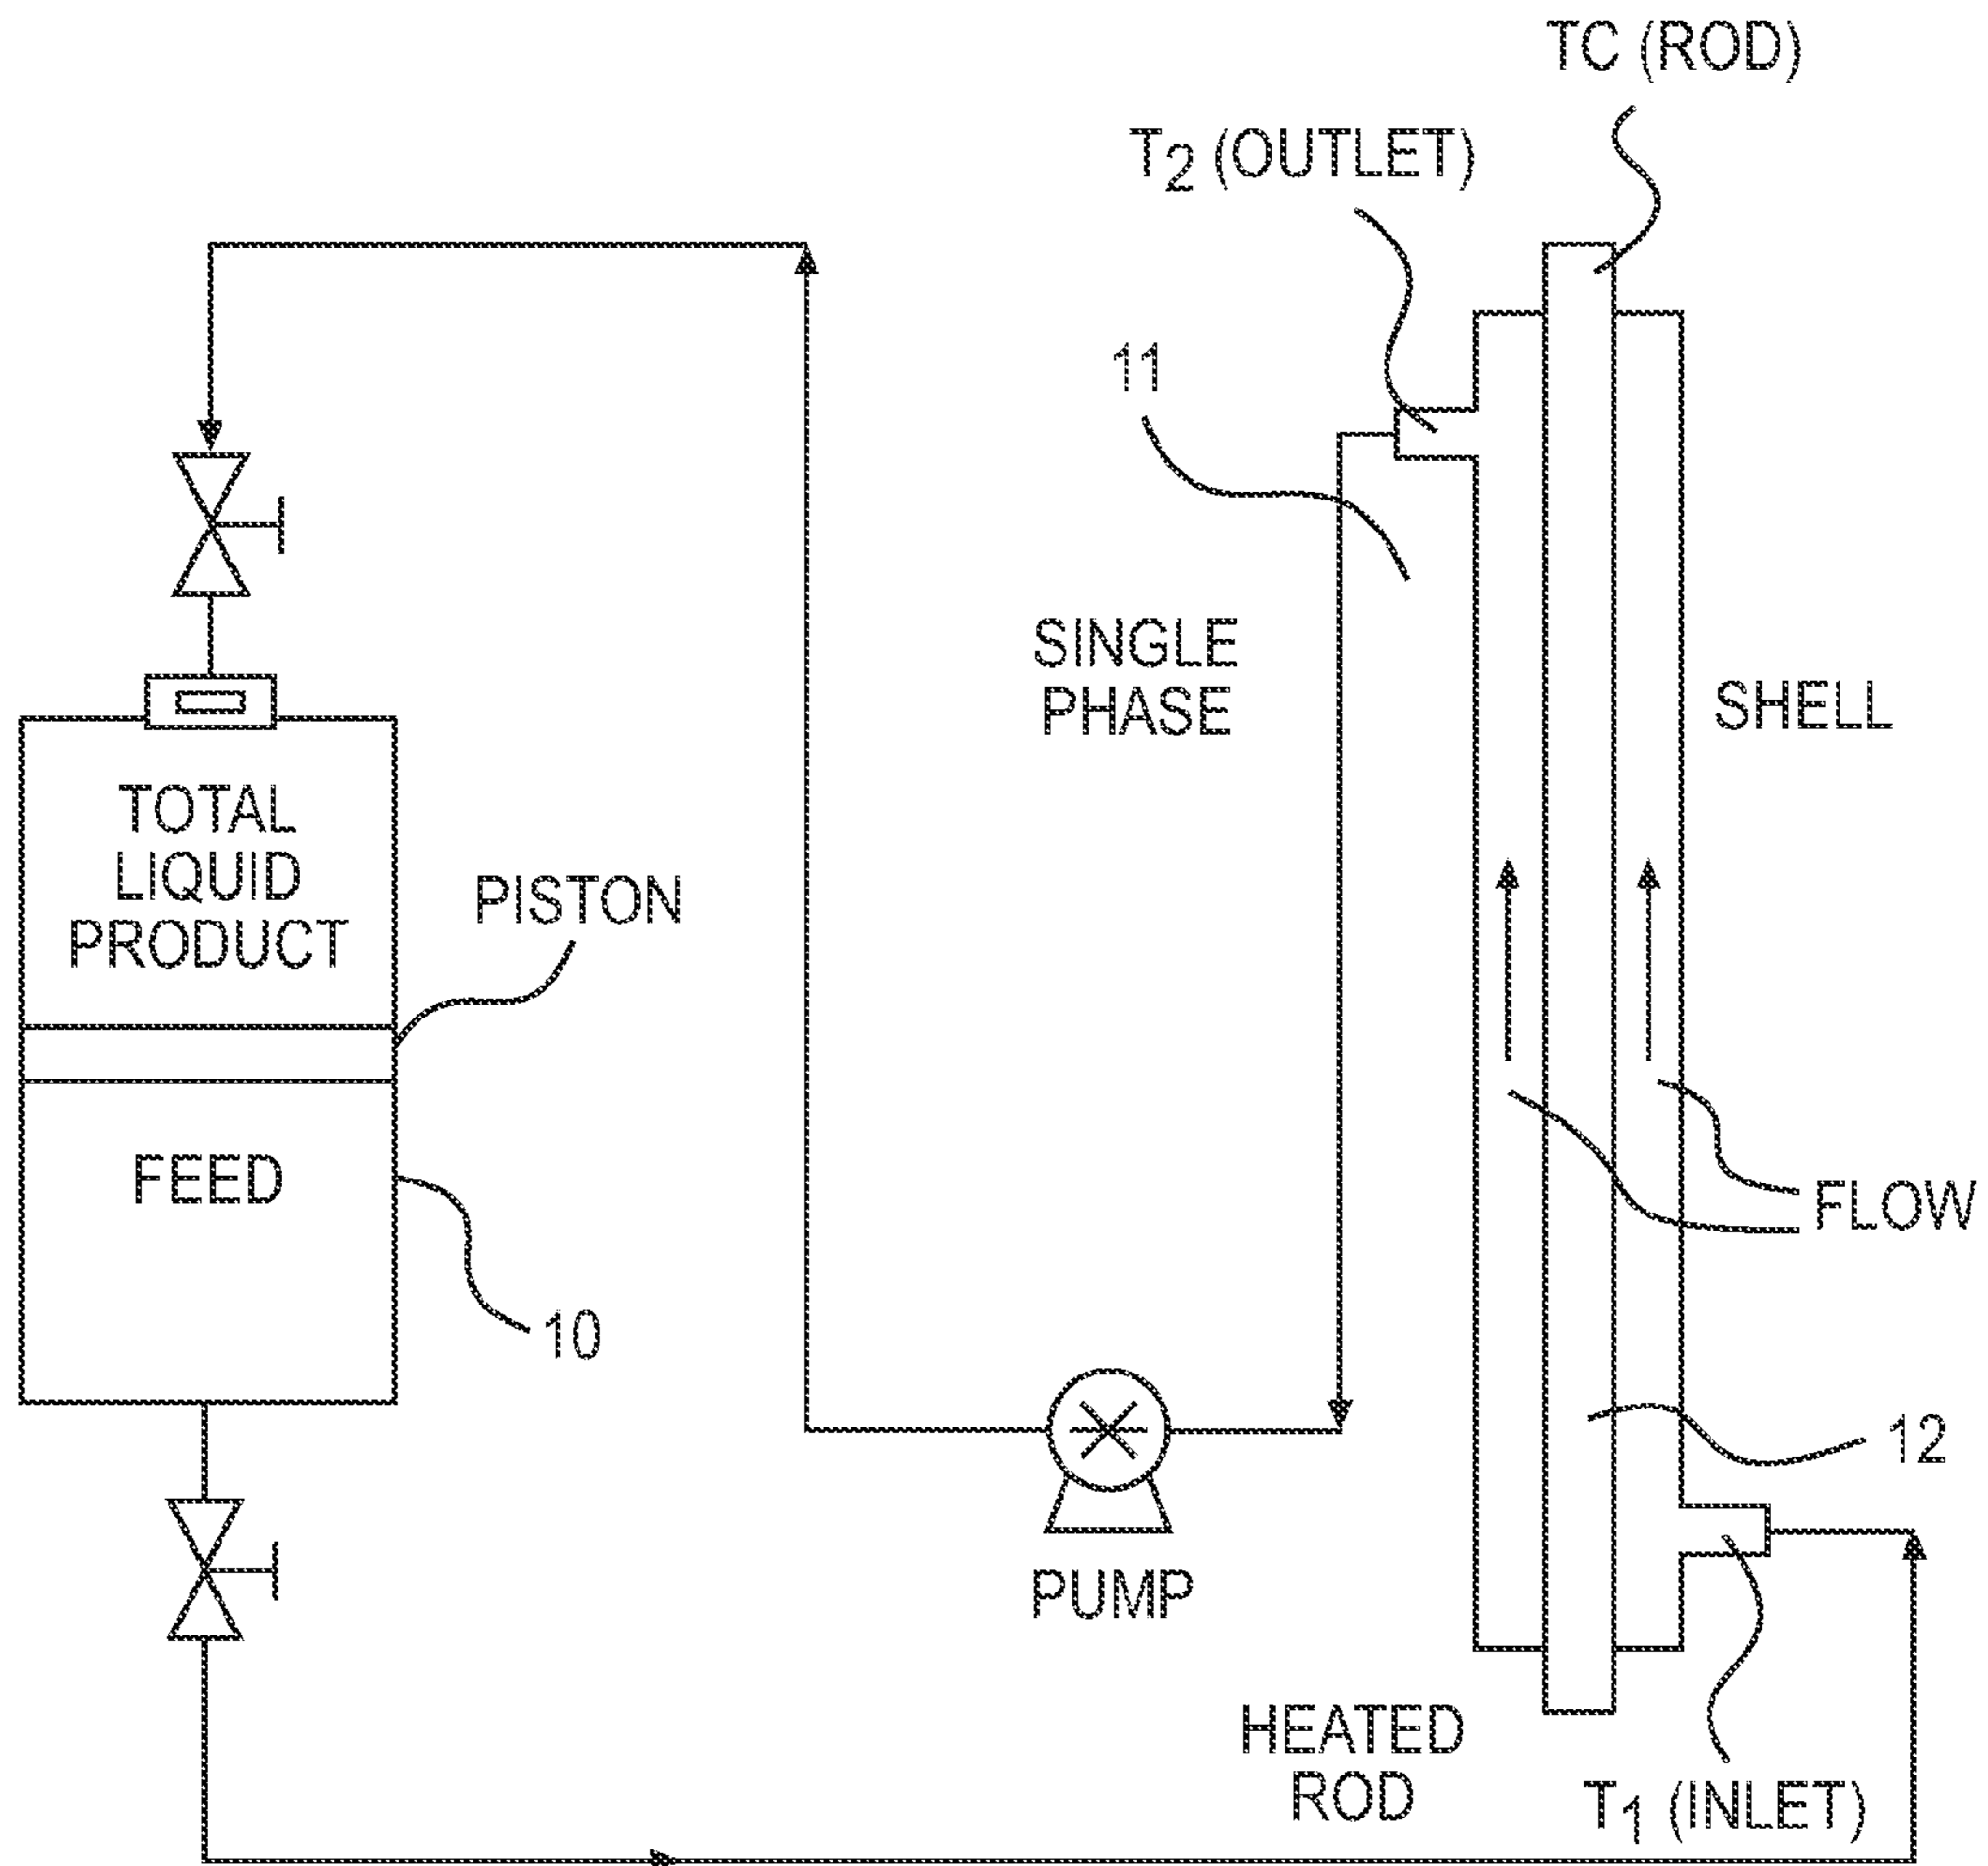 TC (ROD)
T2 (OUTLET)
11
SINGLE
PHASE
SHELL
TOTAL
LIQUID
PRODUCT
PISTON
FEED
10
FLOW
12
PUMP
HEATED
ROD
T1 (INLET)